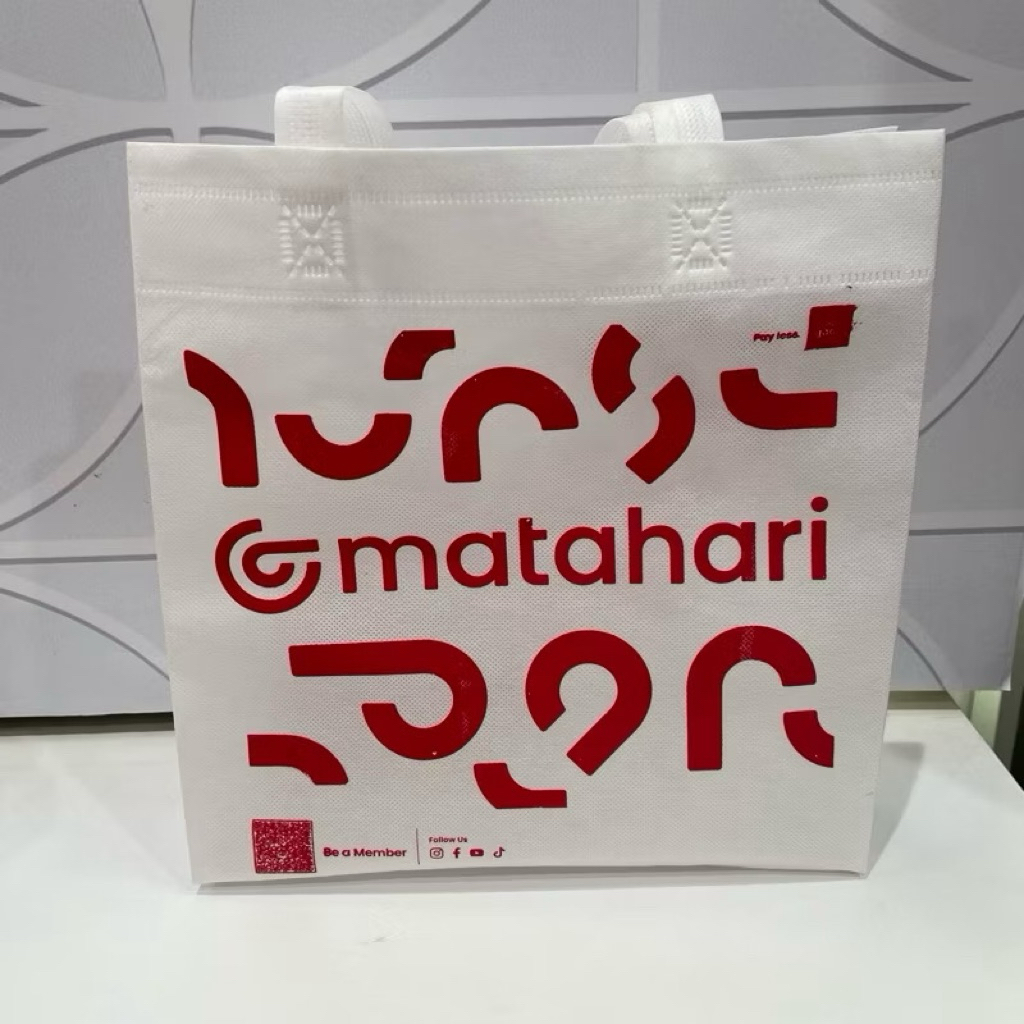 Pay less.
matahari
Be a Member
Follow Us